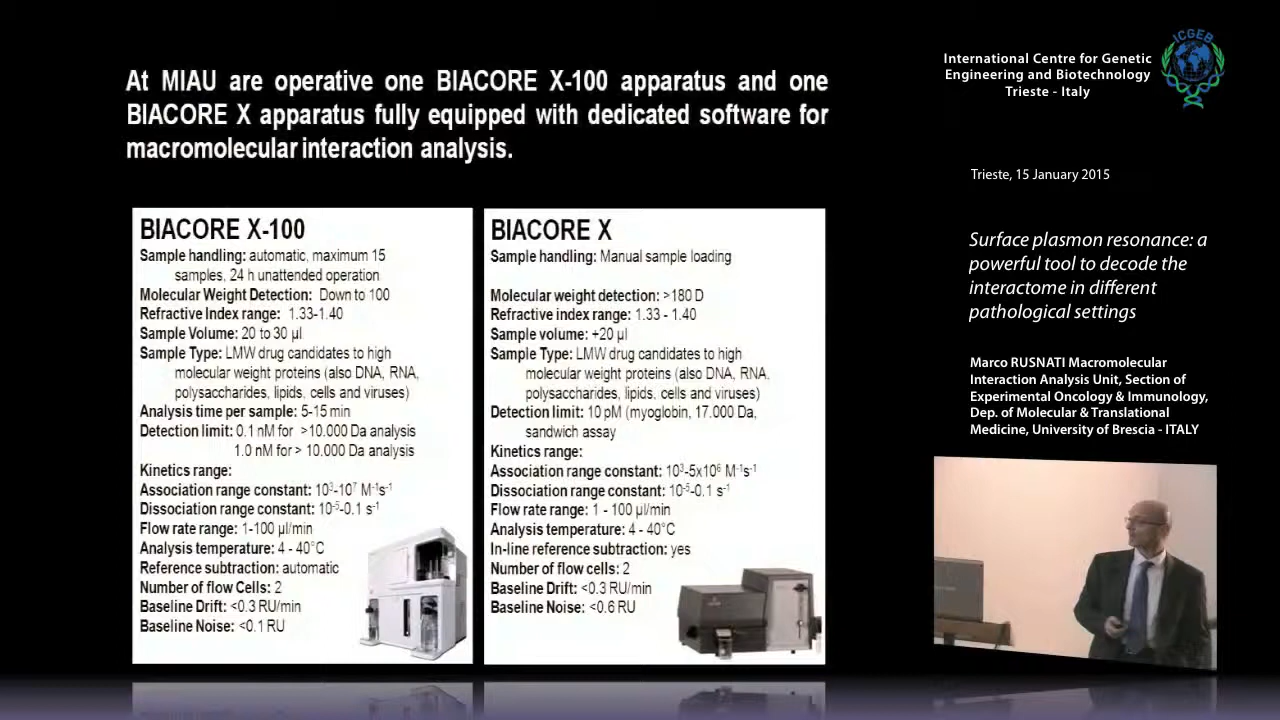 At MIAU are operative one BIACORE X-100 apparatus and one
BIACORE X apparatus fully equipped with dedicated software for
macromolecular interaction analysis.
BIACORE X-100
Sample handling: automatic, maximum 15
samples, 24 h unattended operation
Molecular Weight Detection: Down to 100
Refractive Index range: 1.33-1.40
Sample Volume: 20 to 30 µl
Sample Type: LMW drug candidates to high
molecular weight proteins (also DNA, RNA,
polysaccharides, lipids, cells and viruses)
Analysis time per sample: 5-15 min
Detection limit: 0.1 nM for >10.000 Da analysis
1.0 nM for > 10.000 Da analysis
Kinetics range:
Association range constant: 10³-10⁷ M⁻¹s⁻¹
Dissociation range constant: 10⁻⁵-0.1 s⁻¹
Flow rate range: 1-100 µl/min
Analysis temperature: 4 - 40°C
Reference subtraction: automatic
Number of flow Cells: 2
Baseline Drift: <0.3 RU/min
Baseline Noise: <0.1 RU
BIACORE X
Sample handling: Manual sample loading
Molecular weight detection: >180 D
Refractive index range: 1.33 - 1.40
Sample volume: +20 µl
Sample Type: LMW drug candidates to high
molecular weight proteins (also DNA, RNA,
polysaccharides, lipids, cells and viruses)
Detection limit: 10 pM (myoglobin, 17.000 Da,
sandwich assay
Kinetics range:
Association range constant: 10³-5x10⁶ M⁻¹s⁻¹
Dissociation range constant: 10⁻⁵-0.1 s⁻¹
Flow rate range: 1 - 100 µl/min
Analysis temperature: 4 - 40°C
In-line reference subtraction: yes
Number of flow cells: 2
Baseline Drift: <0.3 RU/min
Baseline Noise: <0.6 RU
International Centre for Genetic
Engineering and Biotechnology
Trieste - Italy
ICGEB
Trieste, 15 January 2015
Surface plasmon resonance: a
powerful tool to decode the
interactome in different
pathological settings
Marco RUSNATI Macromolecular
Interaction Analysis Unit, Section of
Experimental Oncology & Immunology,
Dep. of Molecular & Translational
Medicine, University of Brescia - ITALY